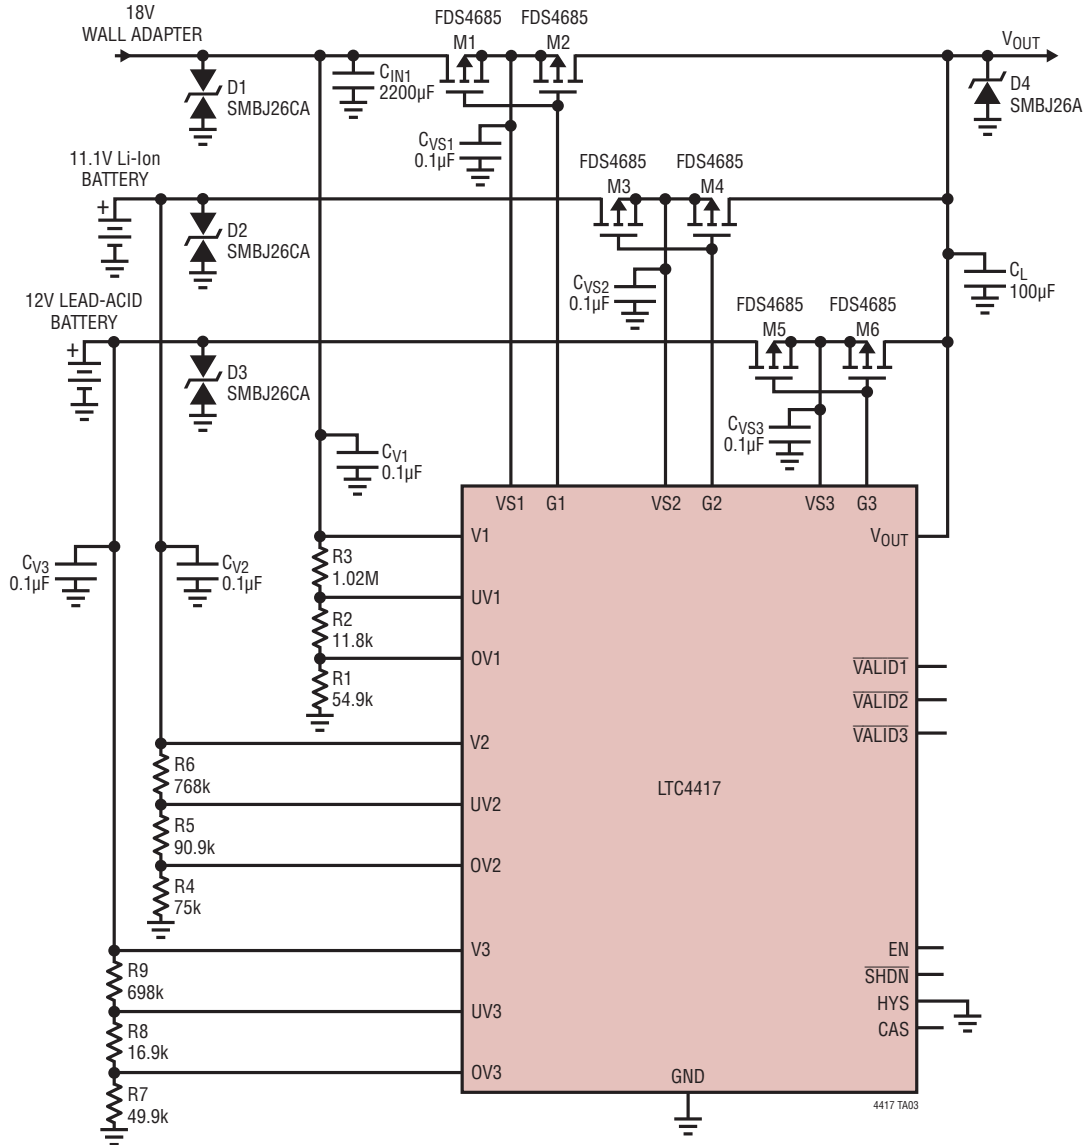 18V
WALL ADAPTER
FDS4685
M1
FDS4685
M2
VOUT
D1
SMBJ26CA
CIN1
2200µF
D4
SMBJ26A
CVS1
0.1µF
11.1V Li-Ion
BATTERY
+
D2
SMBJ26CA
FDS4685
M3
FDS4685
M4
CVS2
0.1µF
CL
100µF
12V LEAD-ACID
BATTERY
+
D3
SMBJ26CA
FDS4685
M5
FDS4685
M6
CVS3
0.1µF
CV1
0.1µF
VS1
G1
VS2
G2
VS3
G3
V1
VOUT
CV3
0.1µF
CV2
0.1µF
R3
1.02M
UV1
R2
11.8k
OV1
R1
54.9k
VALID1
VALID2
VALID3
V2
R6
768k
LTC4417
UV2
R5
90.9k
OV2
R4
75k
V3
R9
698k
UV3
R8
16.9k
OV3
R7
49.9k
EN
SHDN
HYS
CAS
GND
4417 TA03